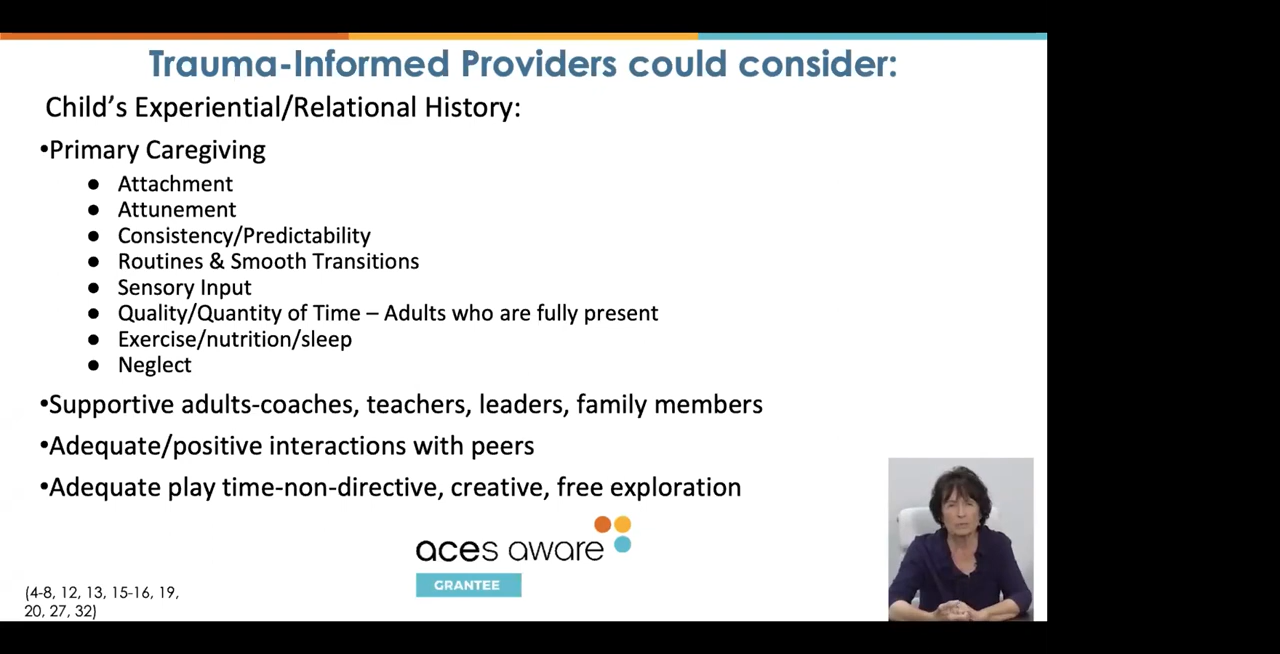 Trauma-Informed Providers could consider:
Child's Experiential/Relational History:
•Primary Caregiving
● Attachment
● Attunement
● Consistency/Predictability
● Routines & Smooth Transitions
● Sensory Input
● Quality/Quantity of Time – Adults who are fully present
● Exercise/nutrition/sleep
● Neglect
•Supportive adults-coaches, teachers, leaders, family members
•Adequate/positive interactions with peers
•Adequate play time-non-directive, creative, free exploration
aces aware
GRANTEE
(4-8, 12, 13, 15-16, 19,
20, 27, 32)